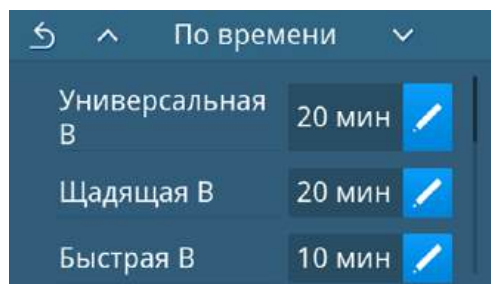 По времени
Универсальная
В
20 мин
Щадящая В
20 мин
Быстрая В
10 мин